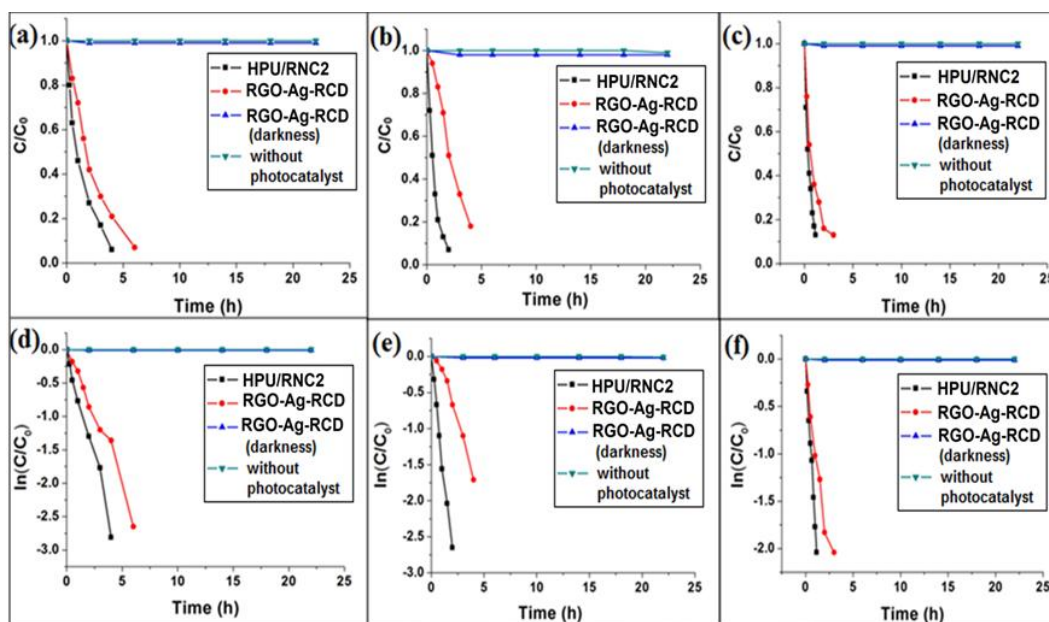 (a)
HPU/RNC2
RGO-Ag-RCD
RGO-Ag-RCD
(darkness)
without
photocatalyst
C/C₀
1.0
0.8
0.6
0.4
0.2
0.0
0 5 10 15 20 25
Time (h)
(b)
HPU/RNC2
RGO-Ag-RCD
RGO-Ag-RCD
(darkness)
without
photocatalyst
C/C₀
1.0
0.8
0.6
0.4
0.2
0.0
0 5 10 15 20 25
Time (h)
(c)
HPU/RNC2
RGO-Ag-RCD
RGO-Ag-RCD
(darkness)
without
photocatalyst
C/C₀
1.0
0.8
0.6
0.4
0.2
0.0
0 5 10 15 20 25
Time (h)
(d)
HPU/RNC2
RGO-Ag-RCD
RGO-Ag-RCD
(darkness)
without
photocatalyst
ln(C/C₀)
0.0
-0.5
-1.0
-1.5
-2.0
-2.5
-3.0
0 5 10 15 20 25
Time (h)
(e)
HPU/RNC2
RGO-Ag-RCD
RGO-Ag-RCD
(darkness)
without
photocatalyst
ln(C/C₀)
0.0
-0.5
-1.0
-1.5
-2.0
-2.5
-3.0
0 5 10 15 20 25
Time (h)
(f)
HPU/RNC2
RGO-Ag-RCD
RGO-Ag-RCD
(darkness)
without
photocatalyst
ln(C/C₀)
0.0
-0.5
-1.0
-1.5
-2.0
0 5 10 15 20 25
Time (h)